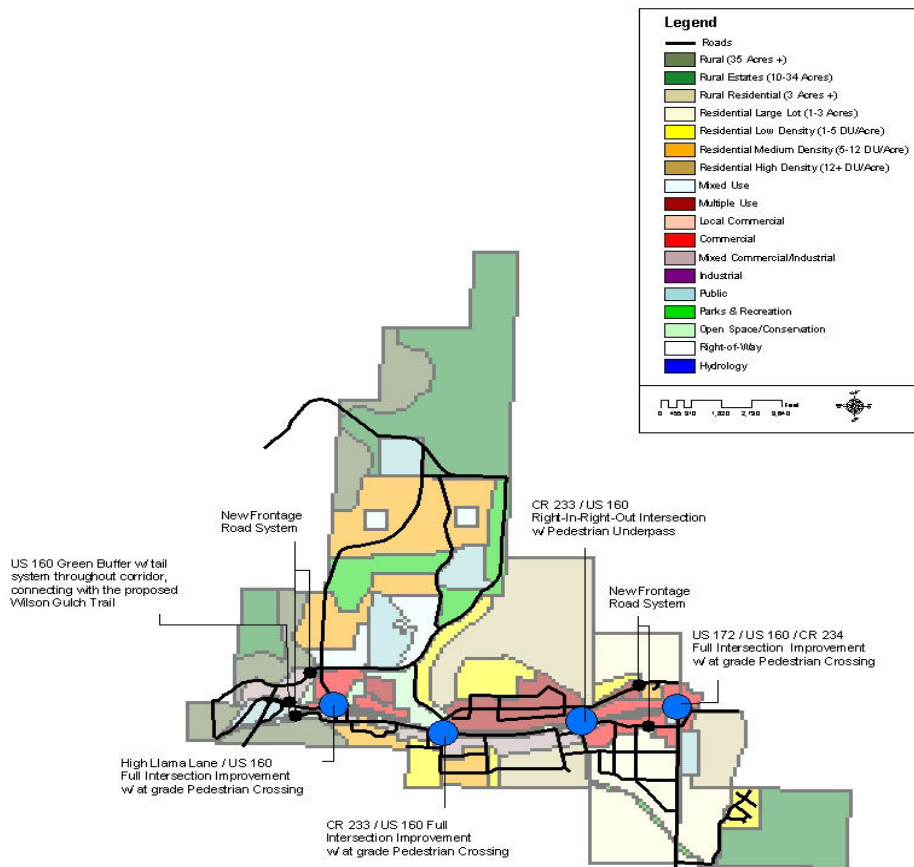 Legend
Roads
Rural (35 Acres +)
Rural Estates (10-34 Acres)
Rural Residential (3 Acres +)
Residential Large Lot (1-3 Acres)
Residential Low Density (1-5 DU/Acre)
Residential Medium Density (5-12 DU/Acre)
Residential High Density (12+ DU/Acre)
Mixed Use
Multiple Use
Local Commercial
Commercial
Mixed Commercial/Industrial
Industrial
Public
Parks & Recreation
Open Space/Conservation
Right-of-Way
Hydrology
Feet
0
CR 233 / US 160
Right-In-Right-Out Intersection
w/ Pedestrian Underpass
New Frontage
Road System
US 160 Green Buffer w/ tail
system throughout corridor,
connecting with the proposed
Wilson Gulch Trail
New Frontage
Road System
US 172 / US 160 / CR 234
Full Intersection Improvement
w/ at grade Pedestrian Crossing
High Llama Lane / US 160
Full Intersection Improvement
w/ at grade Pedestrian Crossing
CR 233 / US 160 Full
Intersection Improvement
w/ at grade Pedestrian Crossing